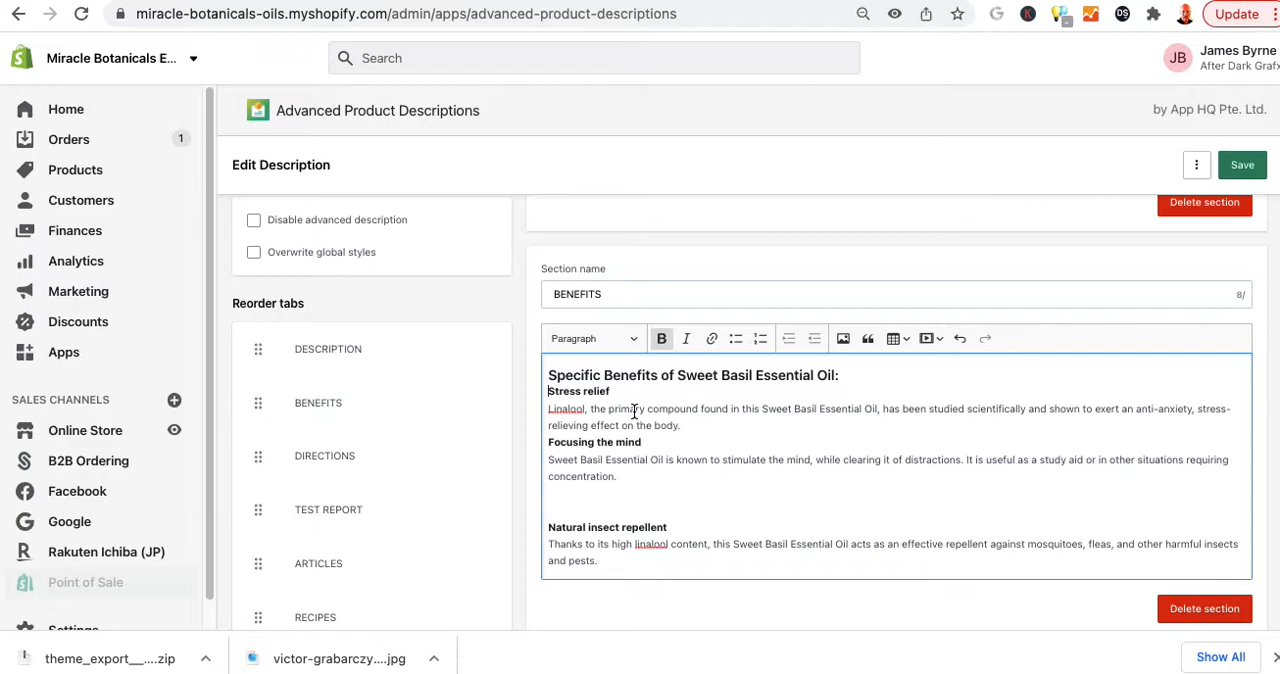 miracle-botanicals-oils.myshopify.com/admin/apps/advanced-product-descriptions
G
K
DS
Update
Miracle Botanicals E...
Search
JB
James Byrne
After Dark Grafx
Home
Orders
1
Products
Customers
Finances
Analytics
Marketing
Discounts
Apps
SALES CHANNELS
Online Store
B2B Ordering
Facebook
Google
Rakuten Ichiba (JP)
Point of Sale
Settings
Advanced Product Descriptions
by App HQ Pte. Ltd.
Edit Description
Save
Disable advanced description
Overwrite global styles
Reorder tabs
DESCRIPTION
BENEFITS
DIRECTIONS
TEST REPORT
ARTICLES
RECIPES
Delete section
Section name
BENEFITS
8/
Paragraph
B
I
Specific Benefits of Sweet Basil Essential Oil:
Stress relief
Linalool, the primary compound found in this Sweet Basil Essential Oil, has been studied scientifically and shown to exert an anti-anxiety, stress-
relieving effect on the body.
Focusing the mind
Sweet Basil Essential Oil is known to stimulate the mind, while clearing it of distractions. It is useful as a study aid or in other situations requiring
concentration.
Natural insect repellent
Thanks to its high linalool content, this Sweet Basil Essential Oil acts as an effective repellent against mosquitoes, fleas, and other harmful insects
and pests.
Delete section
theme_export__....zip
victor-grabarczy....jpg
Show All